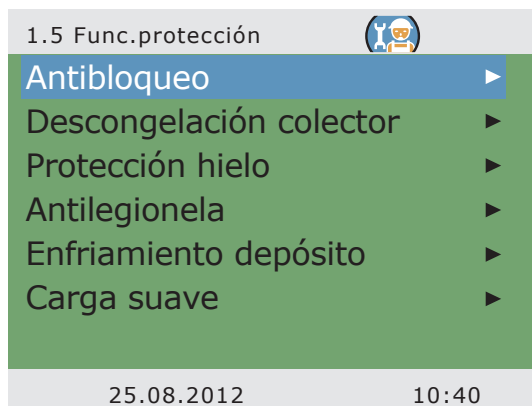 1.5 Func.protección
Antibloqueo
Descongelación colector
Protección hielo
Antilegionela
Enfriamiento depósito
Carga suave
25.08.2012 10:40